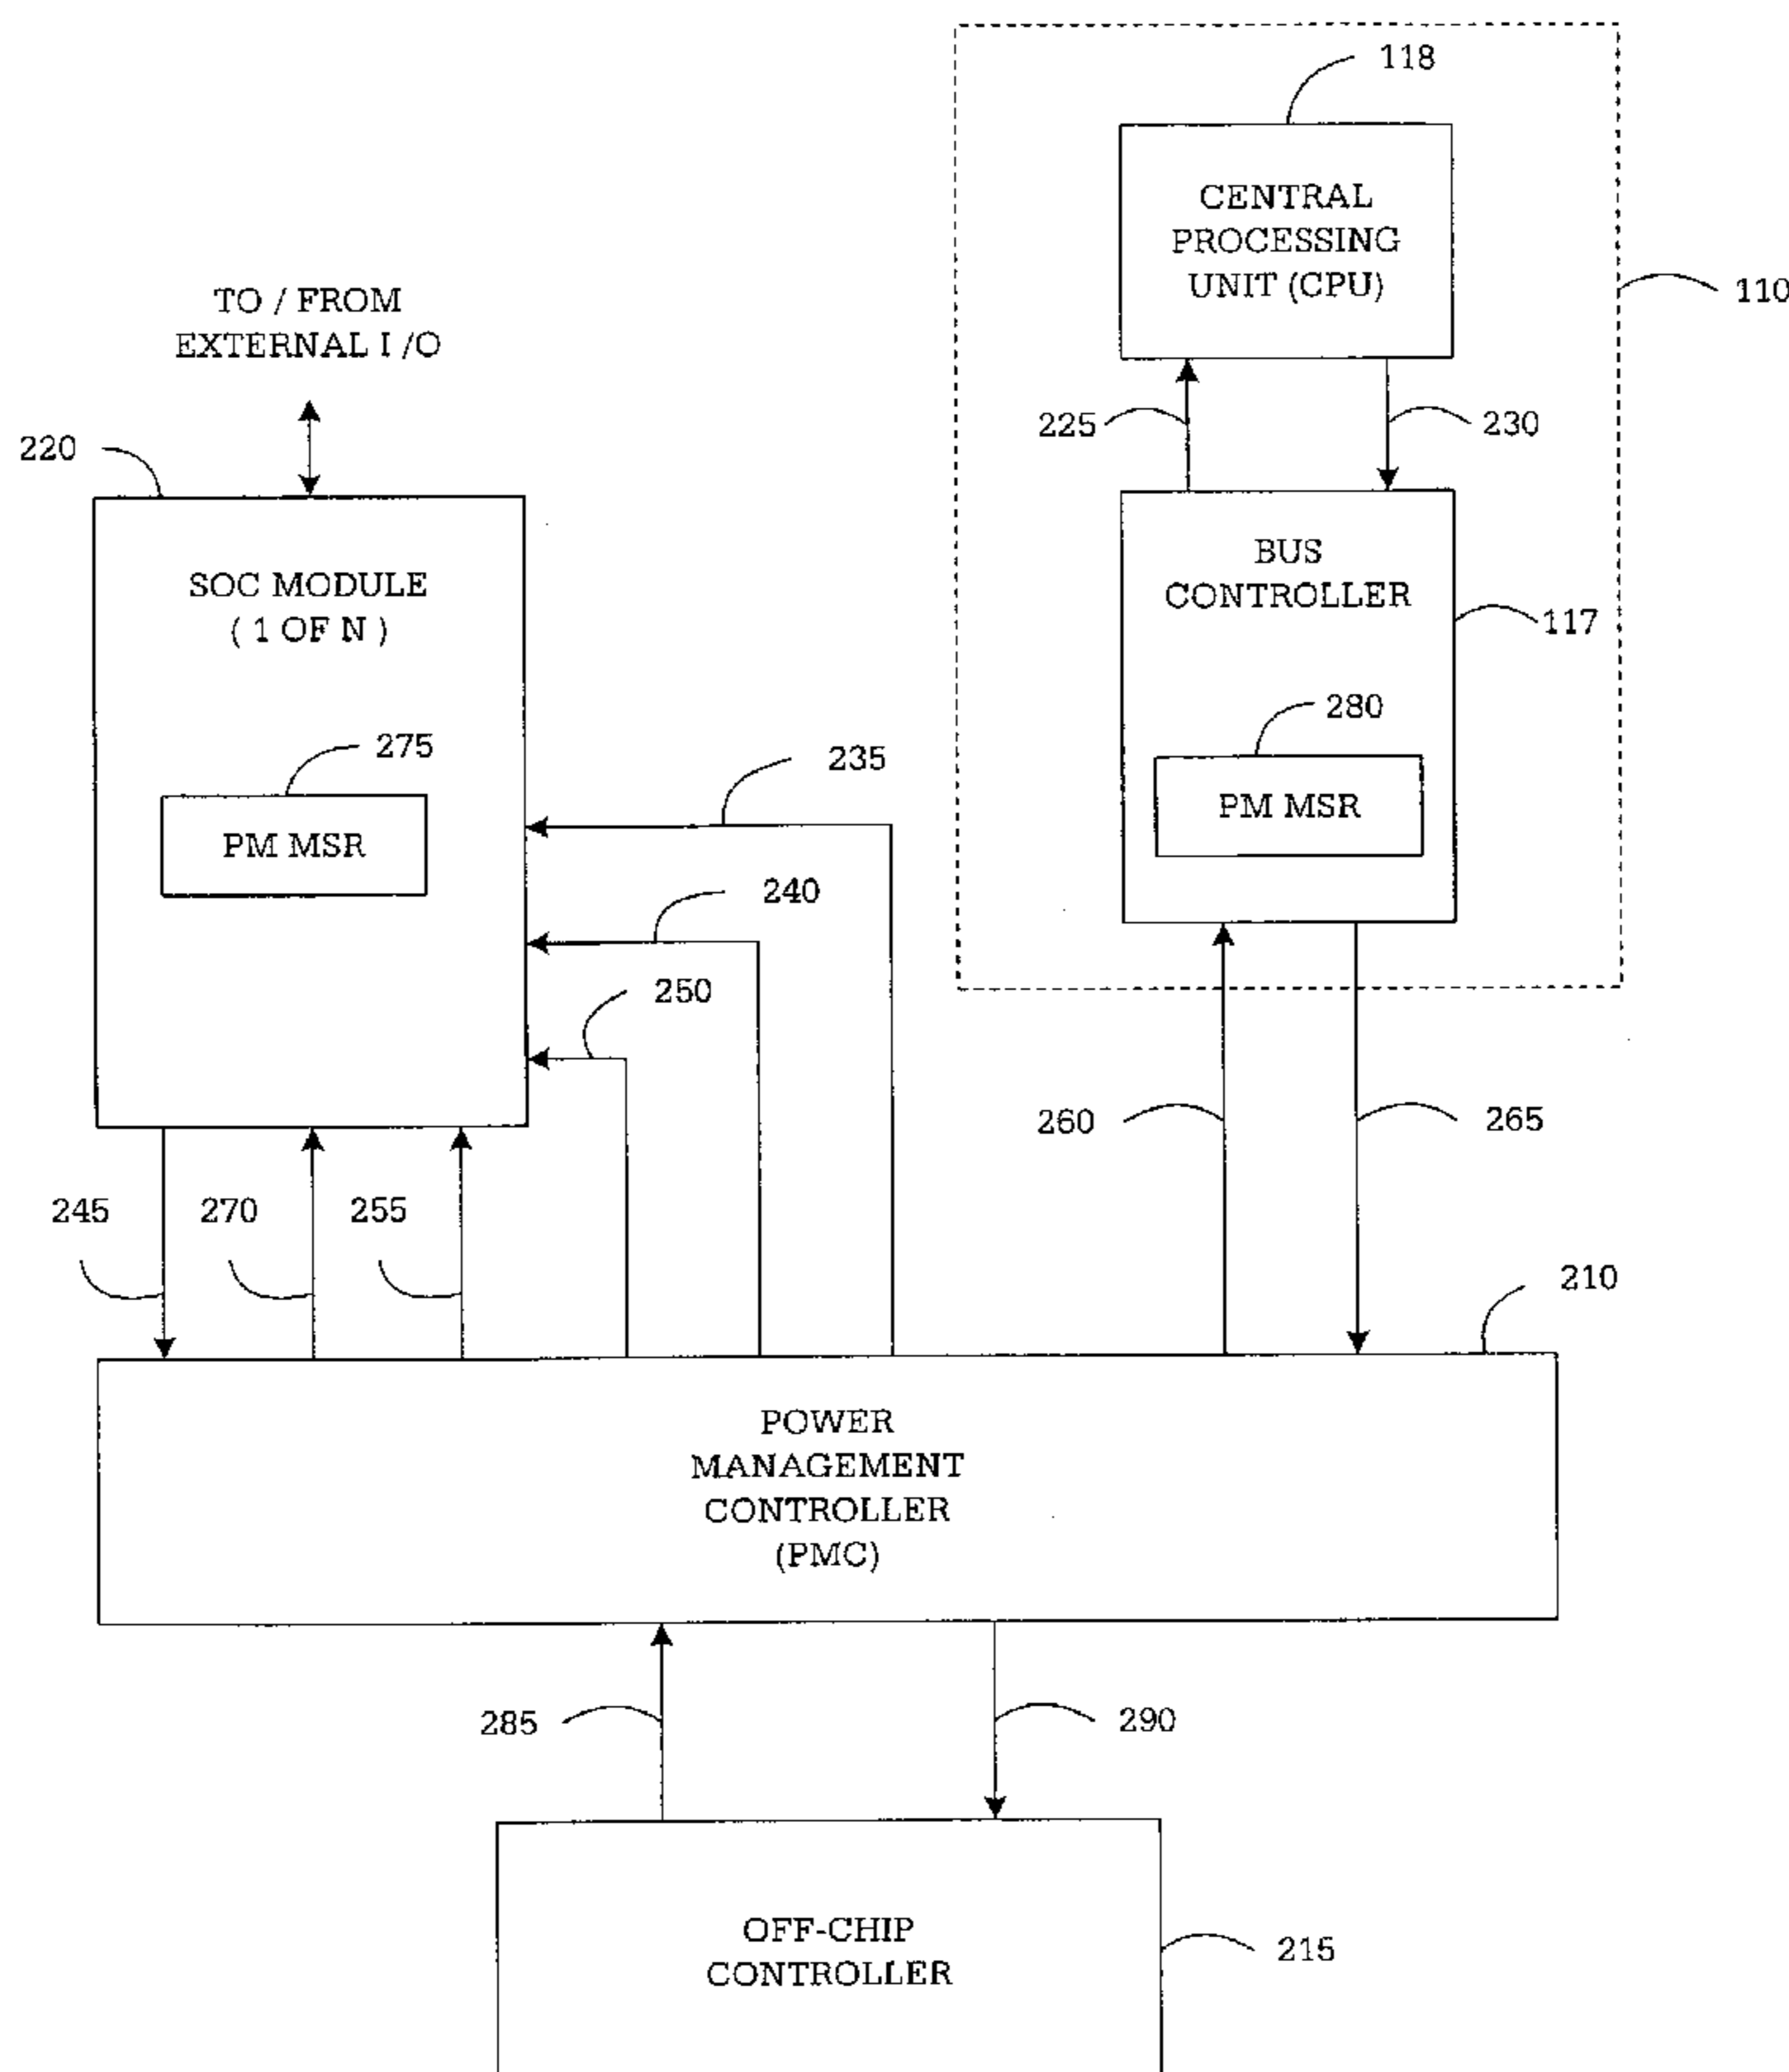 118
CENTRAL
PROCESSING
UNIT (CPU)
110
TO / FROM
EXTERNAL I /O
225
230
220
SOC MODULE
( 1 OF N )
BUS
CONTROLLER
117
280
PM MSR
275
PM MSR
235
240
250
260
265
245
270
255
210
POWER
MANAGEMENT
CONTROLLER
(PMC)
285
290
OFF-CHIP
CONTROLLER
215